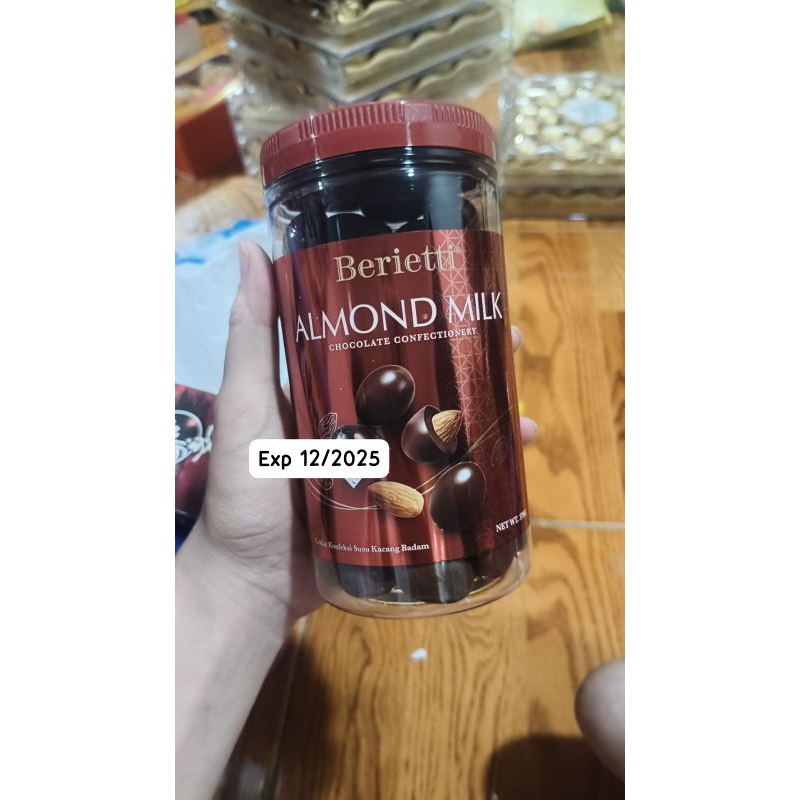 Berietti®
ALMOND MILK
CHOCOLATE CONFECTIONERY
Exp 12/2025
NET WT.
Konfeksi Susu Kacang Badam